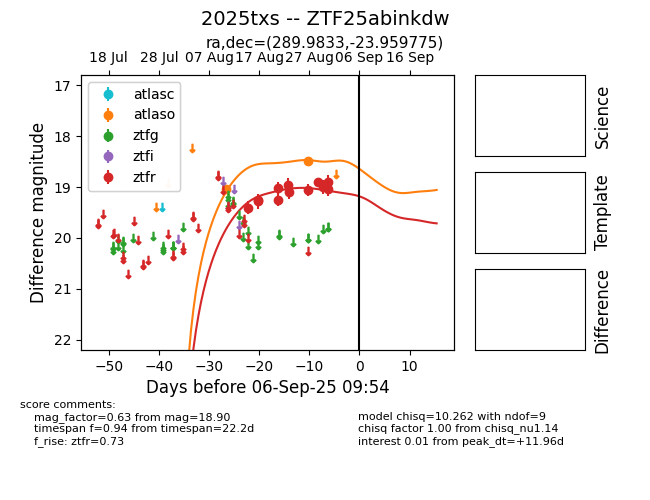 2025txs -- ZTF25abinkdw
ra,dec=(289.9833,-23.959775)
18 Jul 28 Jul 07 Aug 17 Aug 27 Aug 06 Sep 16 Sep
atlasc
atlaso
ztfg
ztfi
ztfr
17
18
19
20
21
22
Difference magnitude
−50 −40 −30 −20 −10 0 10
Days before 06-Sep-25 09:54
Science
Template
Difference
score comments:
mag_factor=0.63 from mag=18.90
timespan f=0.94 from timespan=22.2d
f_rise: ztfr=0.73
model chisq=10.262 with ndof=9
chisq factor 1.00 from chisq_nu1.14
interest 0.01 from peak_dt=+11.96d